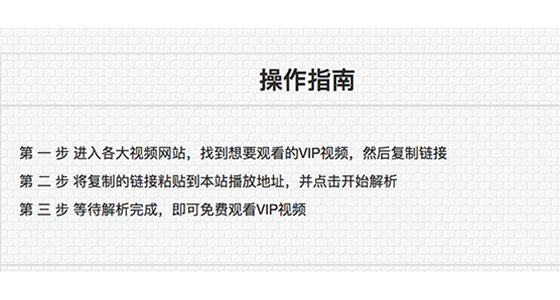 操作指南
第 一 步 进入各大视频网站，找到想要观看的VIP视频，然后复制链接
第 二 步 将复制的链接粘贴到本站播放地址，并点击开始解析
第 三 步 等待解析完成，即可免费观看VIP视频